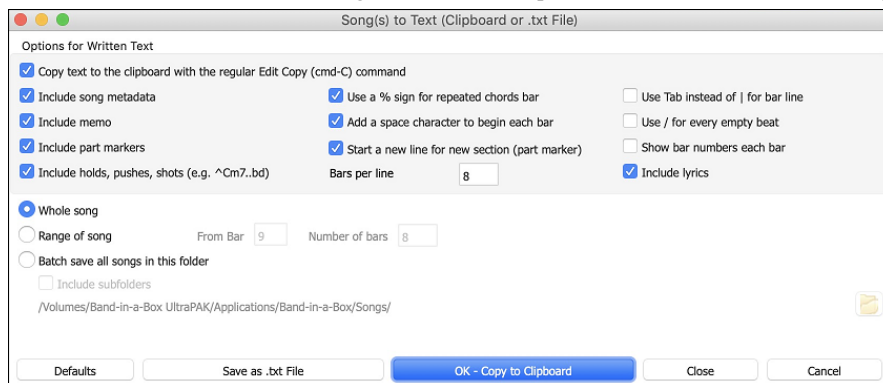 Song(s) to Text (Clipboard or .txt File)
Options for Written Text
Copy text to the clipboard with the regular Edit Copy (cmd-C) command
Include song metadata Use a % sign for repeated chords bar Use Tab instead of | for bar line
Include memo Add a space character to begin each bar Use / for every empty beat
Include part markers Start a new line for new section (part marker) Show bar numbers each bar
Include holds, pushes, shots (e.g. ^Cm7..bd) Bars per line 8 Include lyrics
Whole song
Range of song From Bar 9 Number of bars 8
Batch save all songs in this folder
Include subfolders
/Volumes/Band-in-a-Box UltraPAK/Applications/Band-in-a-Box/Songs/
Defaults Save as .txt File OK - Copy to Clipboard Close Cancel